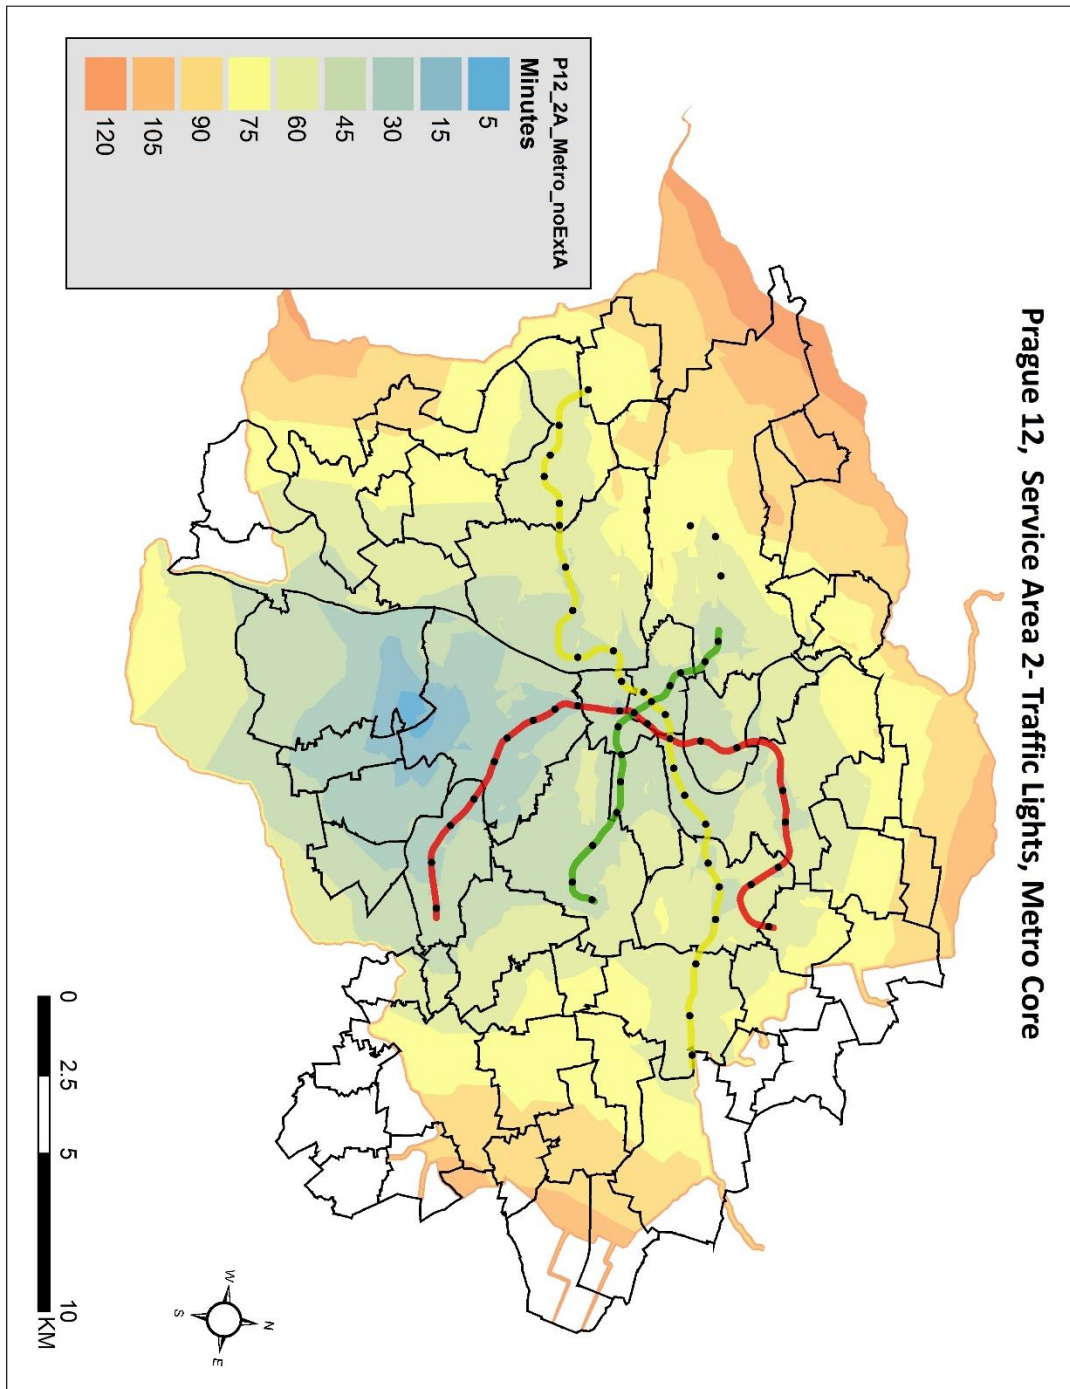 Prague 12, Service Area 2- Traffic Lights, Metro Core
P12_2A_Metro_noExtA
Minutes
5
15
30
45
60
75
90
105
120
0 2.5 5 10
KM
N
W
E
S